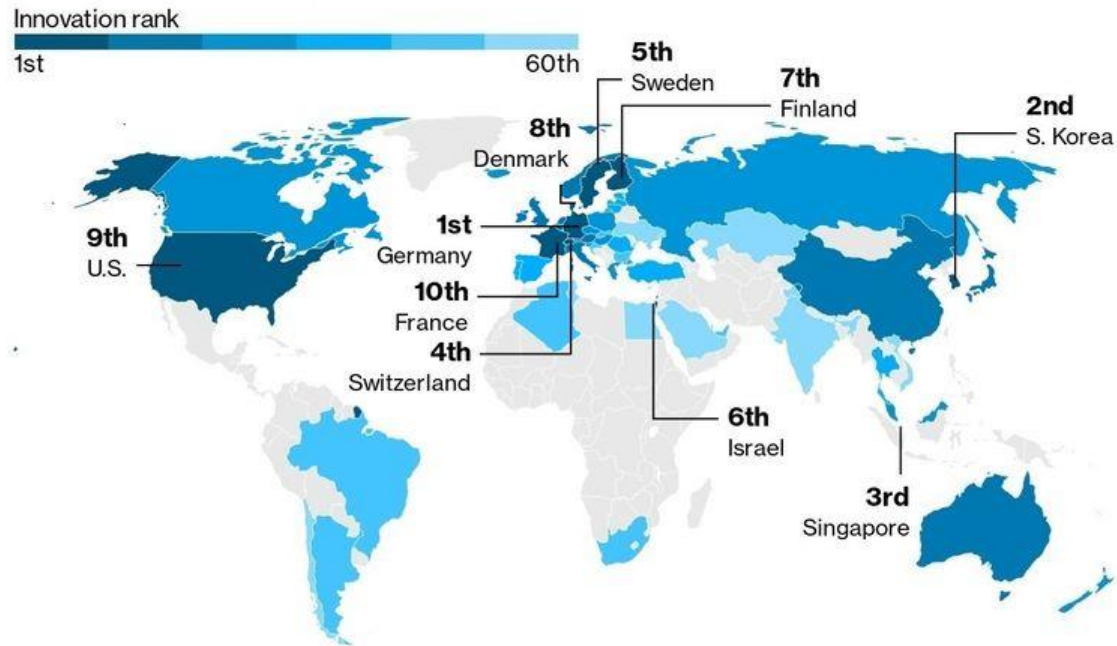 Innovation rank
1st
60th
5th
Sweden
7th
Finland
2nd
S. Korea
8th
Denmark
9th
U.S.
1st
Germany
10th
France
4th
Switzerland
6th
Israel
3rd
Singapore